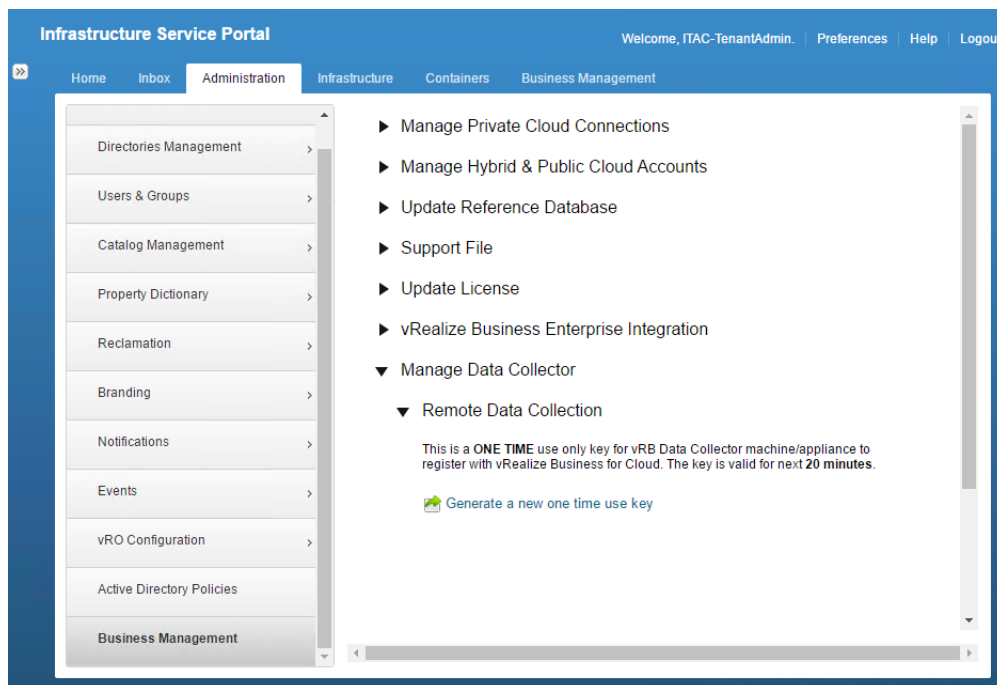 Infrastructure Service Portal
Welcome, ITAC-TenantAdmin. Preferences Help Logou
Home Inbox Administration Infrastructure Containers Business Management
Directories Management
Users & Groups
Catalog Management
Property Dictionary
Reclamation
Branding
Notifications
Events
vRO Configuration
Active Directory Policies
Business Management
Manage Private Cloud Connections
Manage Hybrid & Public Cloud Accounts
Update Reference Database
Support File
Update License
vRealize Business Enterprise Integration
Manage Data Collector
Remote Data Collection
This is a ONE TIME use only key for vRB Data Collector machine/appliance to
register with vRealize Business for Cloud. The key is valid for next 20 minutes.
Generate a new one time use key